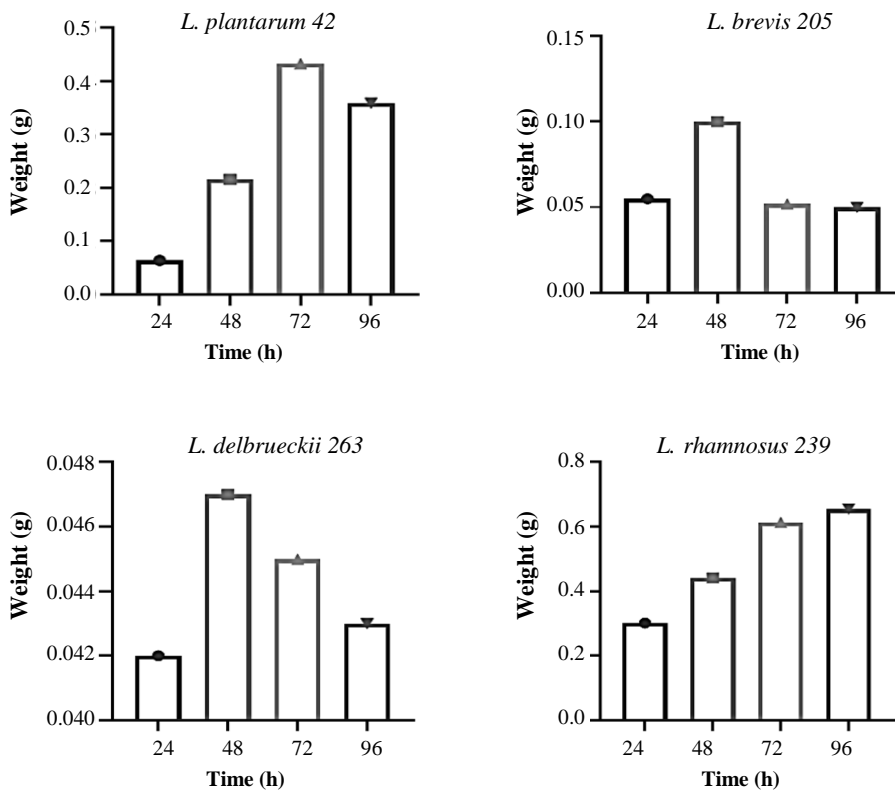 L. plantarum 42
Weight (g)
0.5
0.4
0.3
0.2
0.1
0.0
24 48 72 96
Time (h)
L. brevis 205
Weight (g)
0.15
0.10
0.05
0.00
24 48 72 96
Time (h)
L. delbrueckii 263
Weight (g)
0.048
0.046
0.044
0.042
0.040
24 48 72 96
Time (h)
L. rhamnosus 239
Weight (g)
0.8
0.6
0.4
0.2
0.0
24 48 72 96
Time (h)